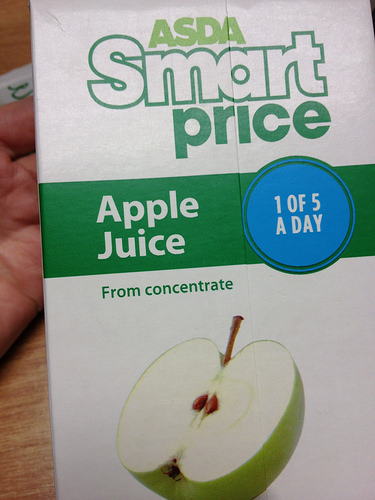 ASDA
Smart
price
Apple
Juice
1 OF 5
A DAY
From concentrate